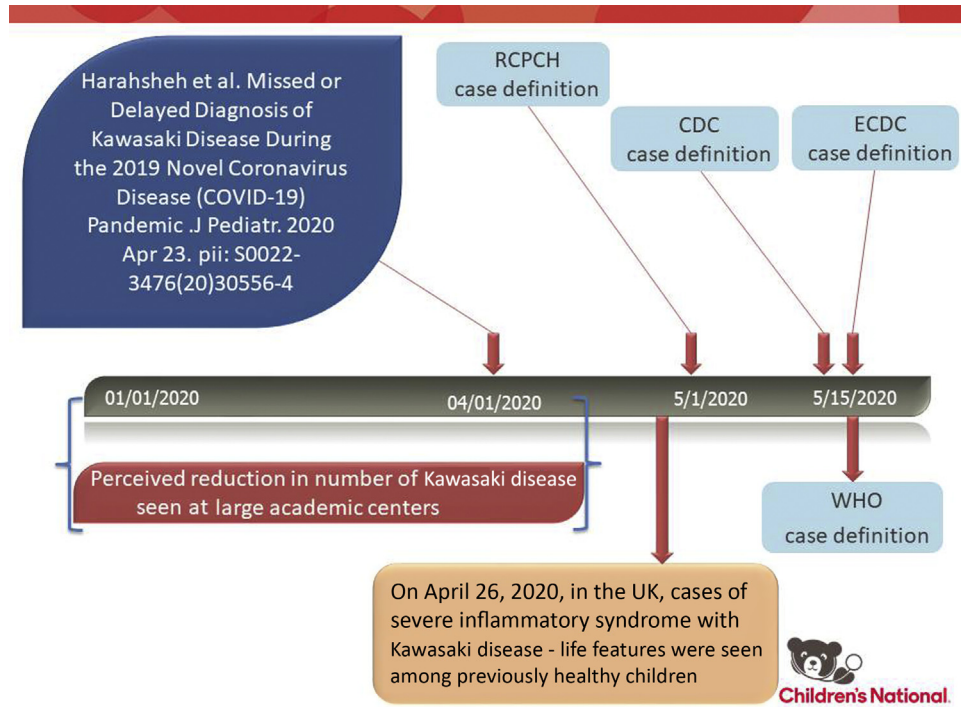 Harahsheh et al. Missed or
Delayed Diagnosis of
Kawasaki Disease During
the 2019 Novel Coronavirus
Disease (COVID-19)
Pandemic .J Pediatr. 2020
Apr 23. pii: S0022-
3476(20)30556-4
RCPCH
case definition
CDC
case definition
ECDC
case definition
01/01/2020
04/01/2020
5/1/2020
5/15/2020
Perceived reduction in number of Kawasaki disease
seen at large academic centers
WHO
case definition
On April 26, 2020, in the UK, cases of
severe inflammatory syndrome with
Kawasaki disease - life features were seen
among previously healthy children
Children's National.